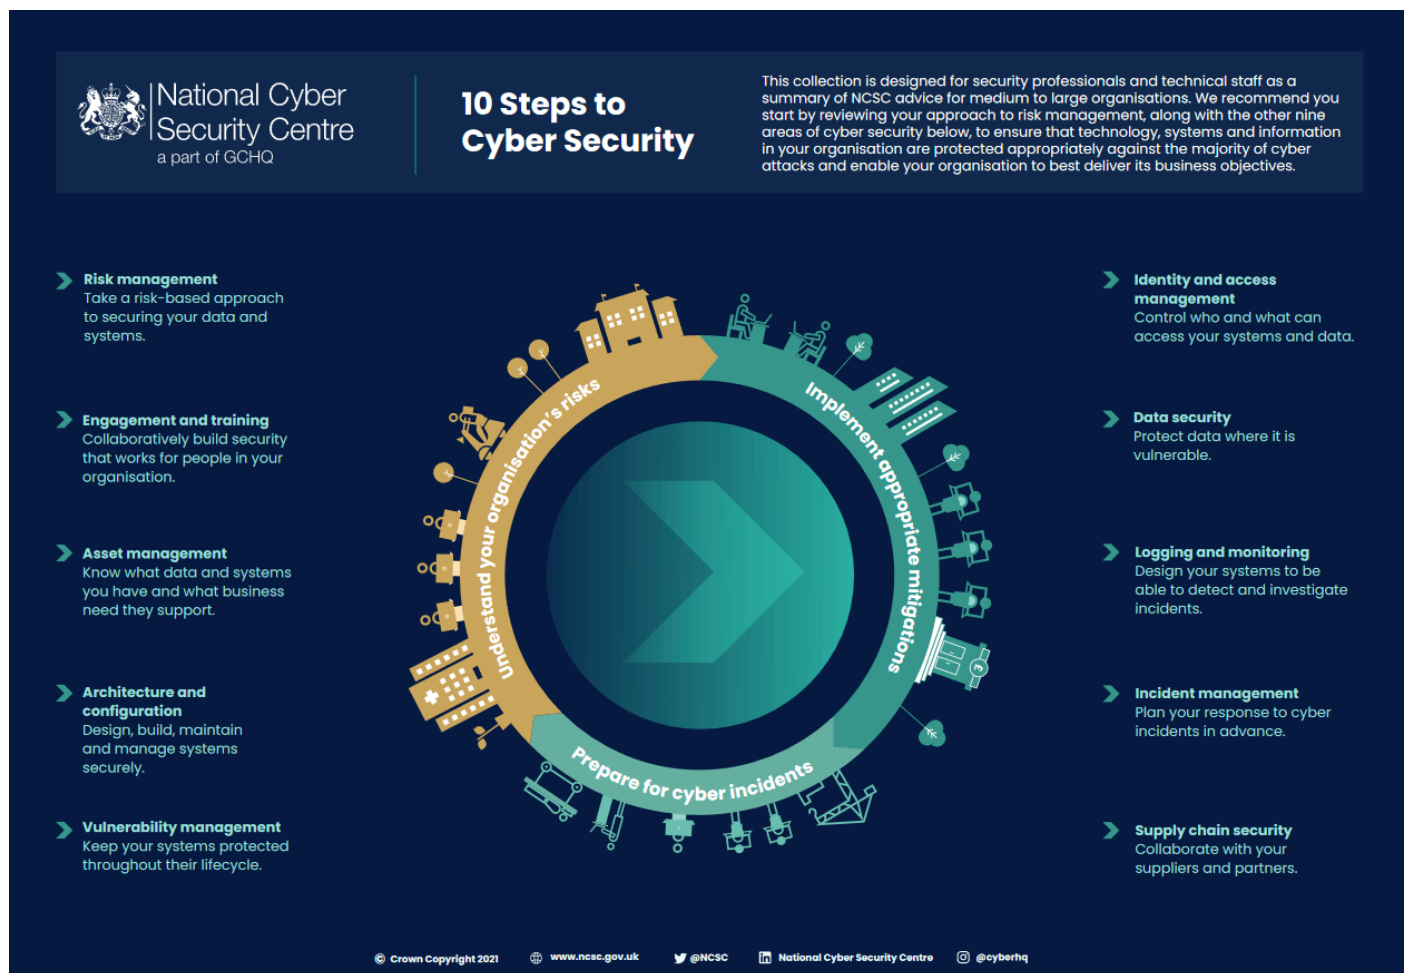 National Cyber
Security Centre
a part of GCHQ
10 Steps to
Cyber Security
This collection is designed for security professionals and technical staff as a
summary of NCSC advice for medium to large organisations. We recommend you
start by reviewing your approach to risk management, along with the other nine
areas of cyber security below, to ensure that technology, systems and information
in your organisation are protected appropriately against the majority of cyber
attacks and enable your organisation to best deliver its business objectives.
Risk management
Take a risk-based approach
to securing your data and
systems.
Engagement and training
Collaboratively build security
that works for people in your
organisation.
Asset management
Know what data and systems
you have and what business
need they support.
Architecture and
configuration
Design, build, maintain
and manage systems
securely.
Vulnerability management
Keep your systems protected
throughout their lifecycle.
Understand your organisation's risks
Implement appropriate mitigations
£
Prepare for cyber incidents
Identity and access
management
Control who and what can
access your systems and data.
Data security
Protect data where it is
vulnerable.
Logging and monitoring
Design your systems to be
able to detect and investigate
incidents.
Incident management
Plan your response to cyber
incidents in advance.
Supply chain security
Collaborate with your
suppliers and partners.
© Crown Copyright 2021 www.ncsc.gov.uk @NCSC in National Cyber Security Centre @cyberhq